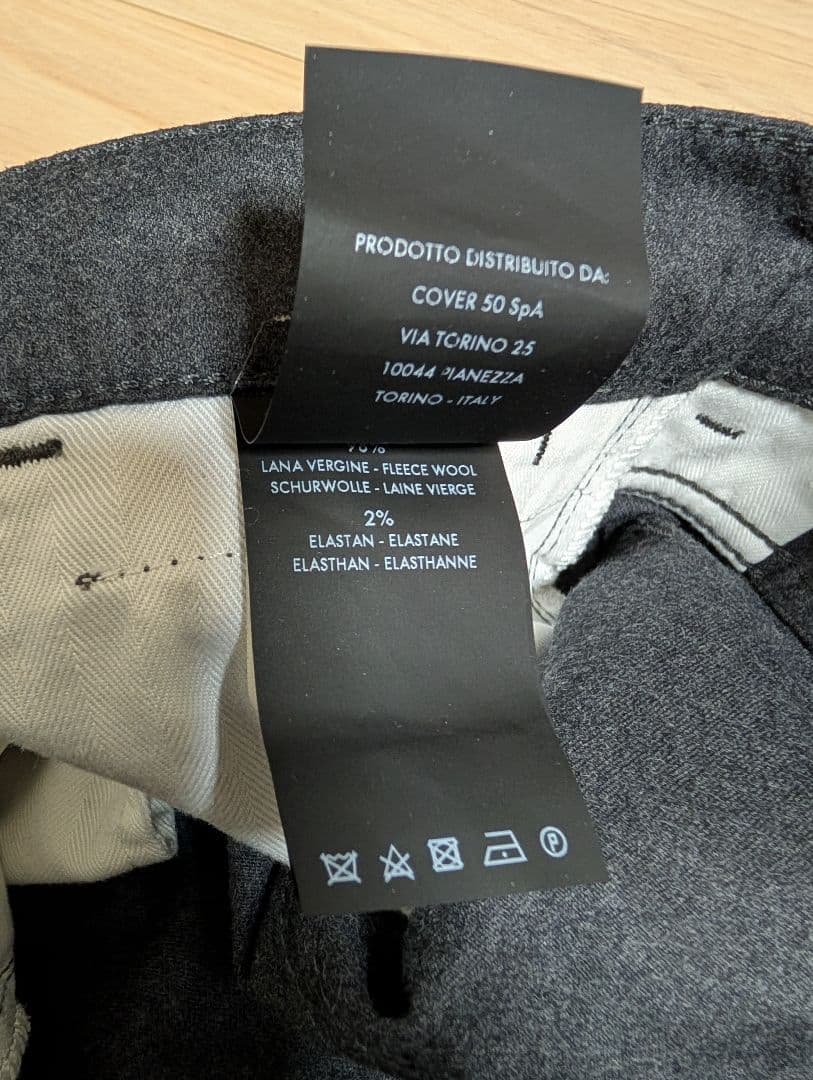 PRODOTTO DISTRIBUITO DA:
COVER 50 SpA
VIA TORINO 25
10044 PIANEZZA
TORINO - ITALY
LANA VERGINE - FLEECE WOOL
SCHURWOLLE - LAINE VIERGE
2%
ELASTAN - ELASTANE
ELASTHAN - ELASTHANNE
P